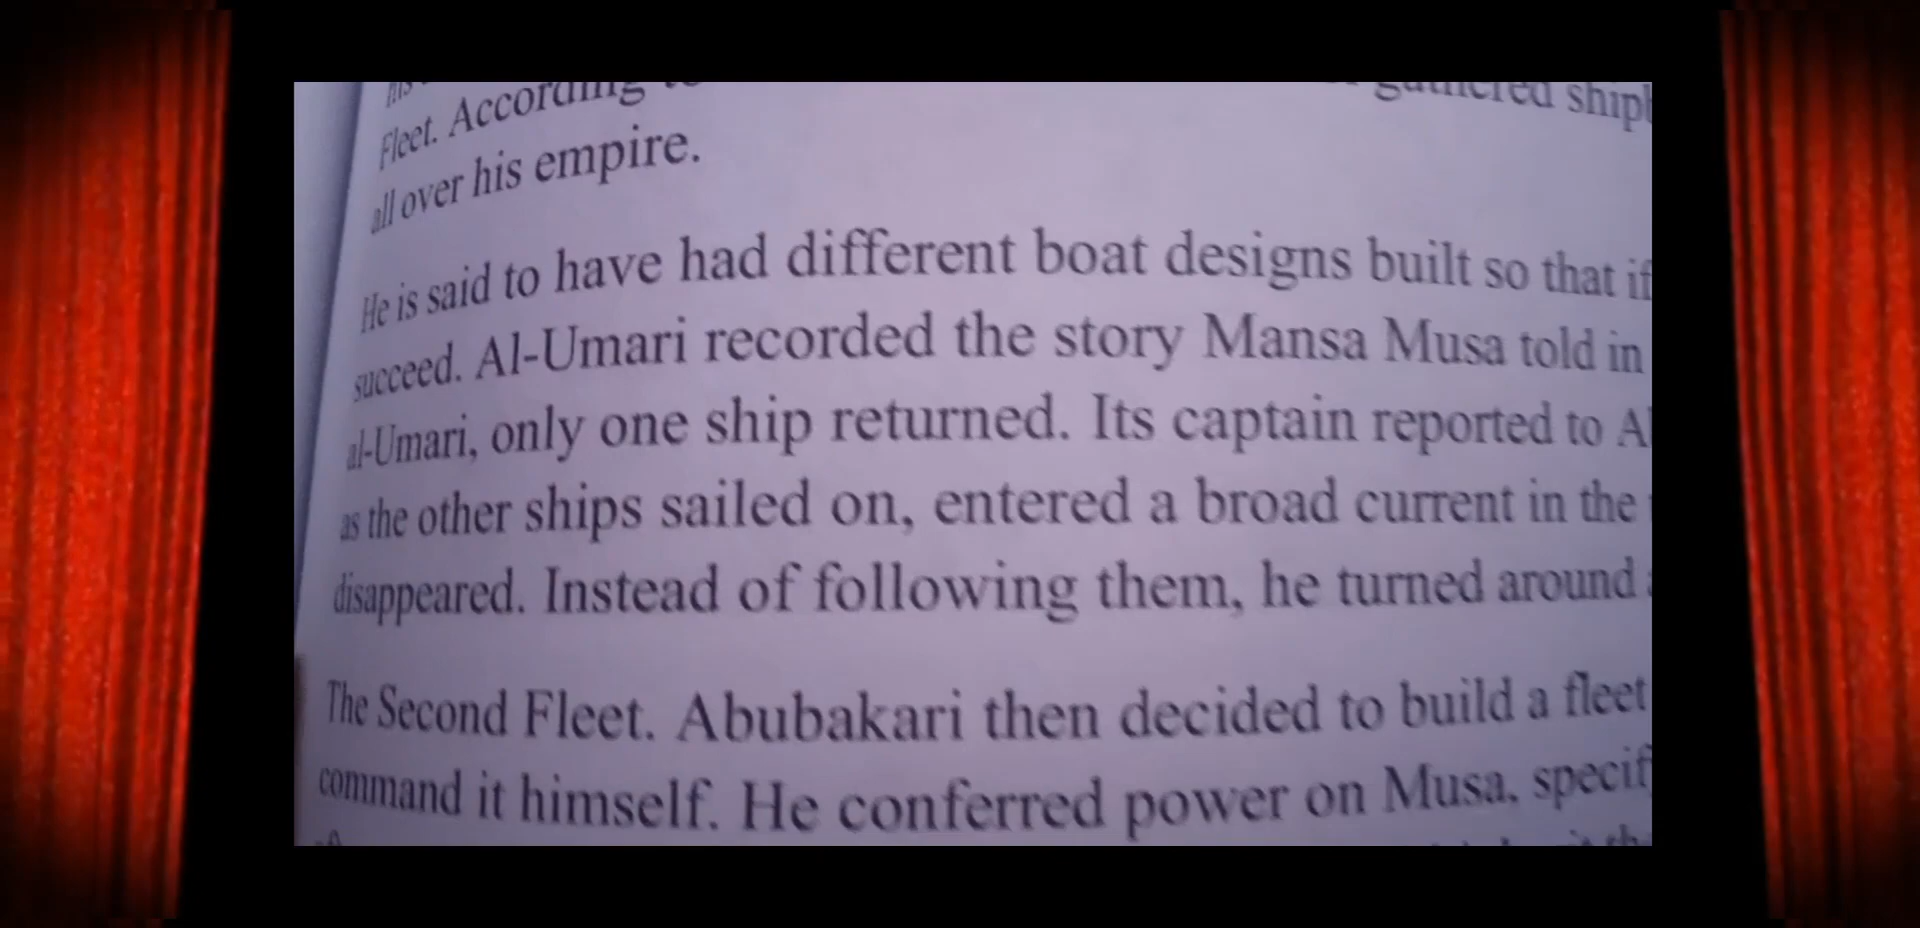 Fleet. According gathered
all over his empire.
He is said to have had different boat designs built so that if
succeed. Al-Umari recorded the story Mansa Musa told in
al-Umari, only one ship returned. Its captain reported to
as the other ships sailed on, entered a broad current in the
disappeared. Instead of following them, he turned around
The Second Fleet. Abubakari then decided to build a fleet
command it himself. He conferred power on Musa,